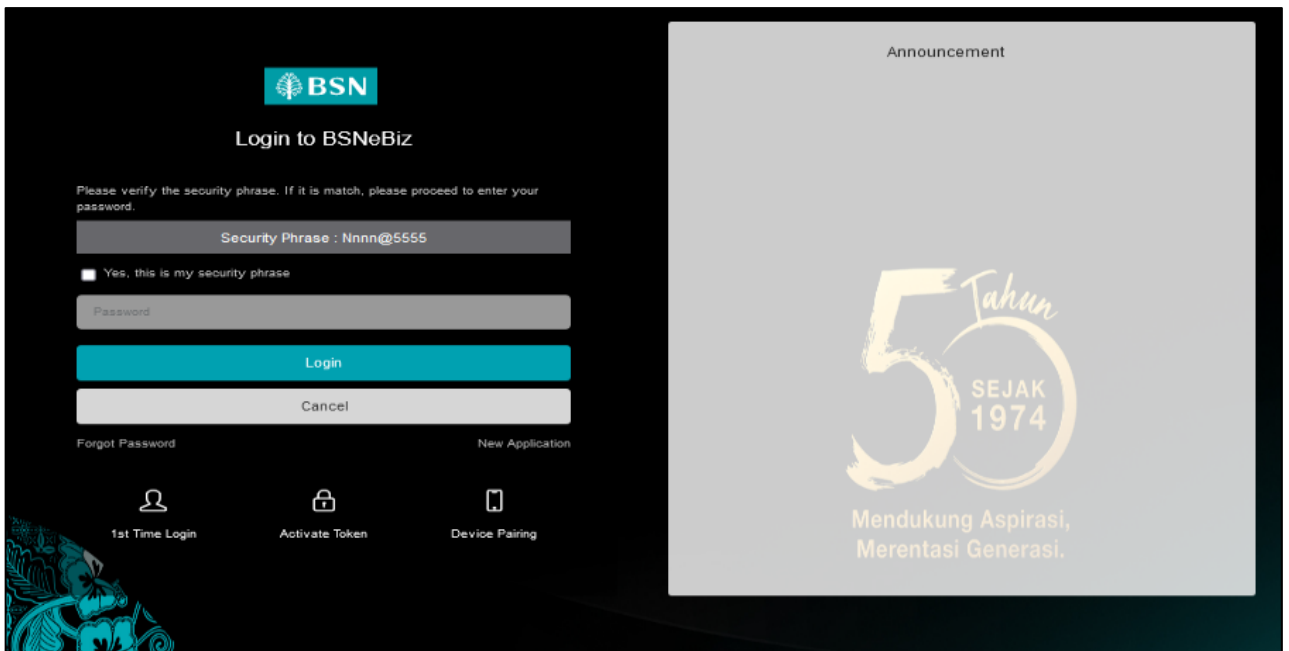 BSN
Login to BSNeBiz
Please verify the security phrase. If it is match, please proceed to enter your
password.
Security Phrase : Nnnn@5555
Yes, this is my security phrase
Password
Login
Cancel
Forgot Password
New Application
1st Time Login
Activate Token
Device Pairing
Announcement
50 Tahun
SEJAK
1974
Mendukung Aspirasi,
Merentasi Generasi.